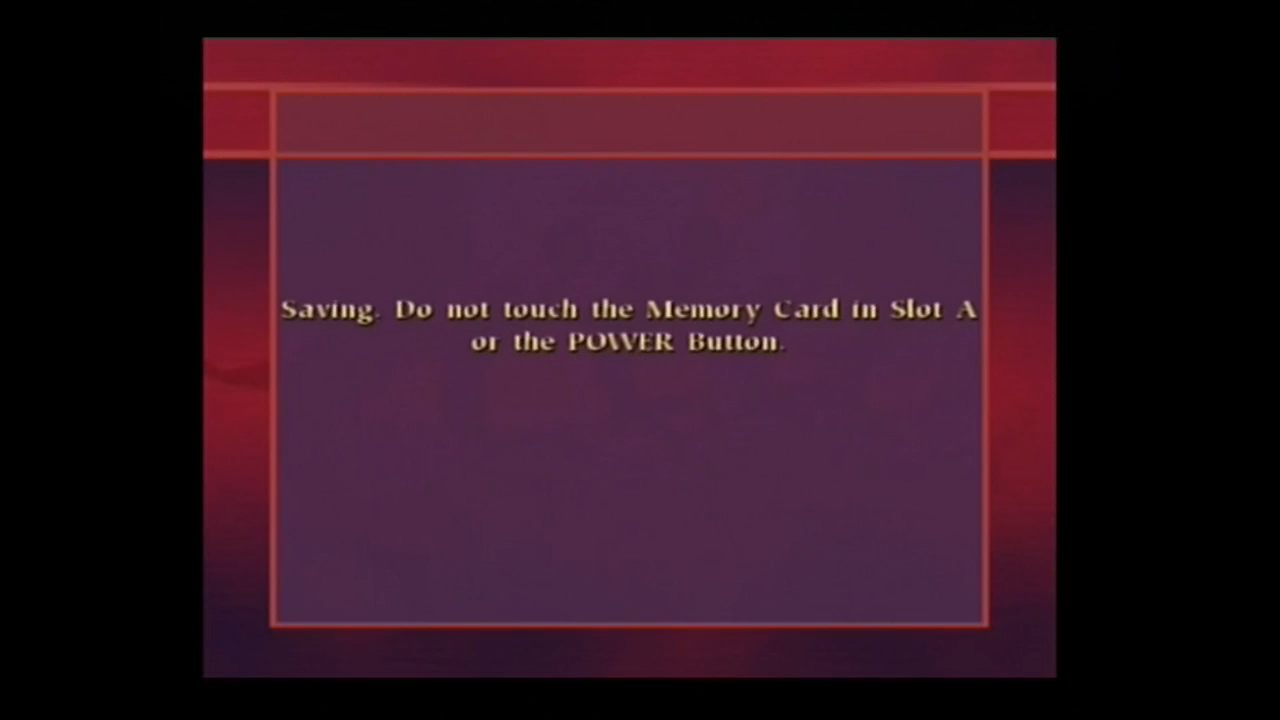 Saving. Do not touch the Memory Card in Slot A
or the POWER Button.